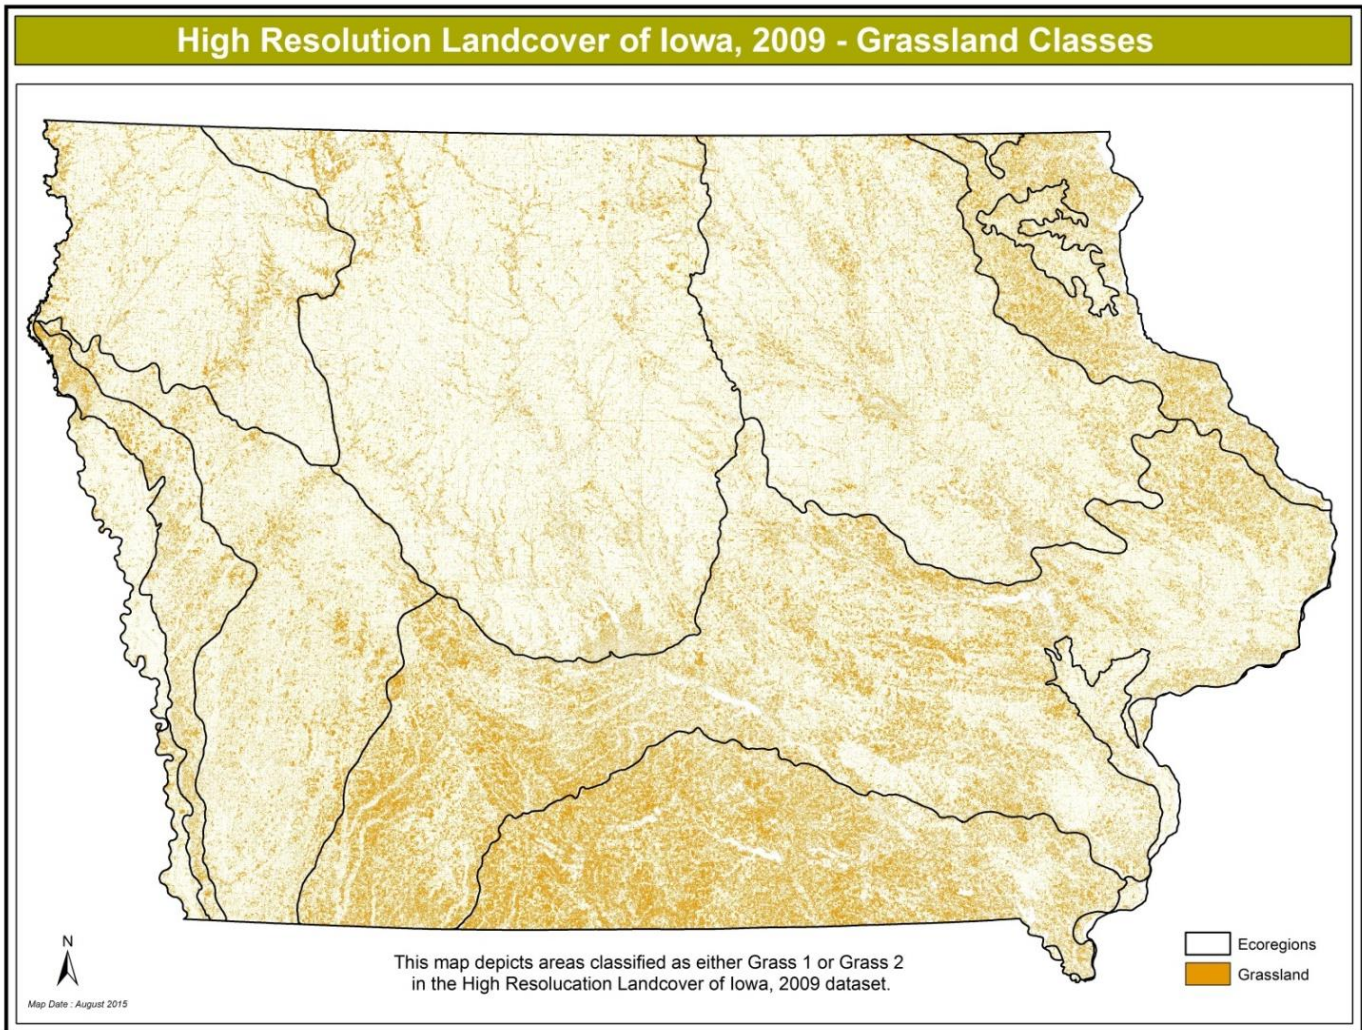 High Resolution Landcover of Iowa, 2009 - Grassland Classes
N
Map Date : August 2015
This map depicts areas classified as either Grass 1 or Grass 2
in the High Resolucation Landcover of Iowa, 2009 dataset.
Ecoregions
Grassland